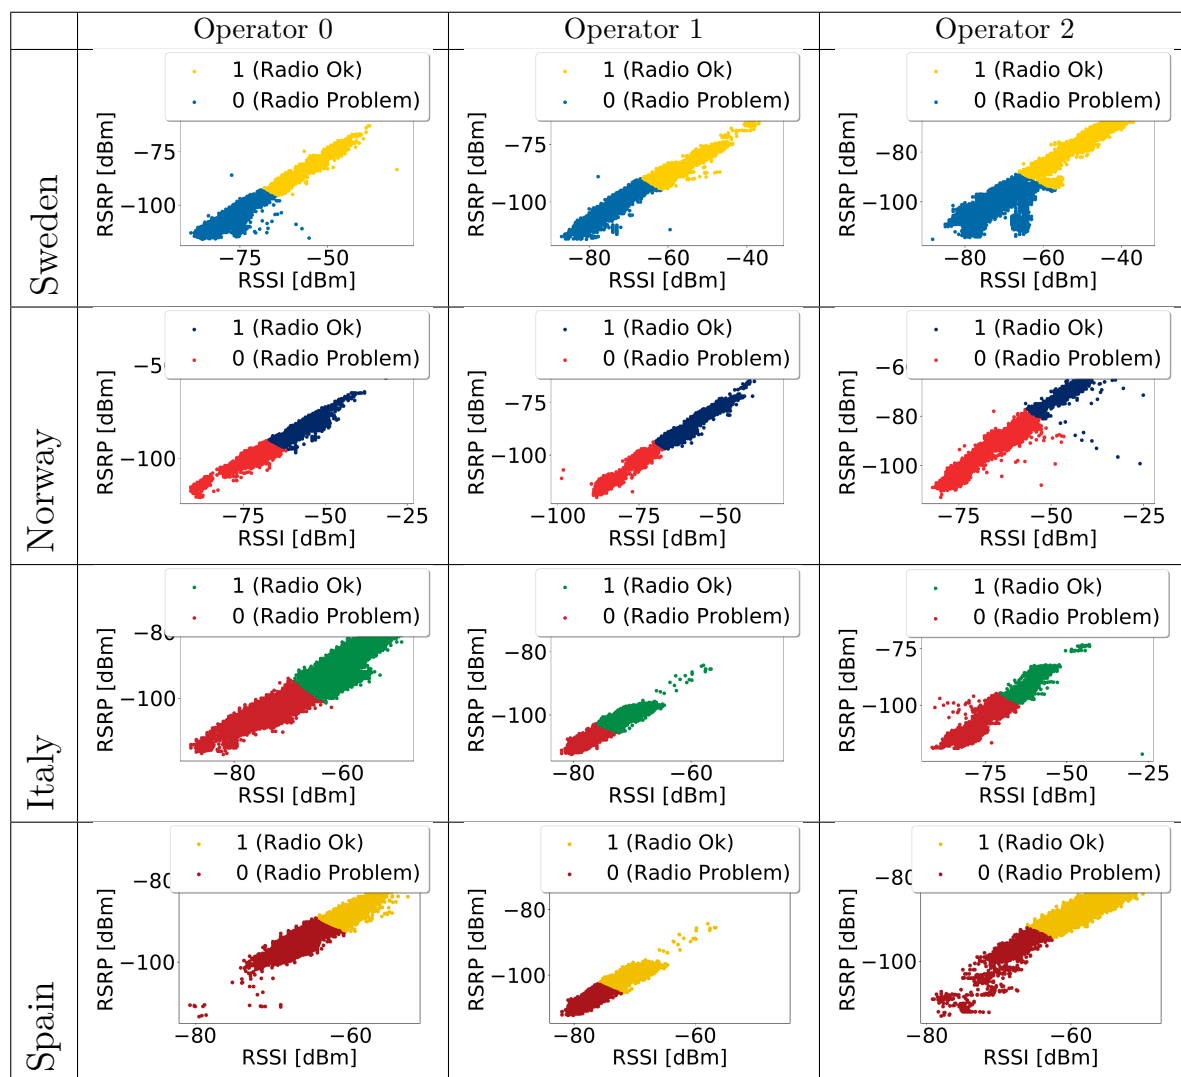 Operator 0 Operator 1 Operator 2
Sweden
1 (Radio Ok)
0 (Radio Problem)
RSRP [dBm]
−75
−100
−75 −50
RSSI [dBm]
1 (Radio Ok)
0 (Radio Problem)
RSRP [dBm]
−75
−100
−80 −60 −40
RSSI [dBm]
1 (Radio Ok)
0 (Radio Problem)
RSRP [dBm]
−80
−100
−80 −60 −40
RSSI [dBm]
Norway
1 (Radio Ok)
0 (Radio Problem)
RSRP [dBm]
−100
−75 −50 −25
RSSI [dBm]
1 (Radio Ok)
0 (Radio Problem)
RSRP [dBm]
−75
−100
−100 −75 −50
RSSI [dBm]
1 (Radio Ok)
0 (Radio Problem)
RSRP [dBm]
−80
−100
−75 −50 −25
RSSI [dBm]
Italy
1 (Radio Ok)
0 (Radio Problem)
RSRP [dBm]
−80
−100
−80 −60
RSSI [dBm]
1 (Radio Ok)
0 (Radio Problem)
RSRP [dBm]
−80
−100
−80 −60
RSSI [dBm]
1 (Radio Ok)
0 (Radio Problem)
RSRP [dBm]
−75
−100
−75 −50 −25
RSSI [dBm]
Spain
1 (Radio Ok)
0 (Radio Problem)
RSRP [dBm]
−80
−100
−80 −60
RSSI [dBm]
1 (Radio Ok)
0 (Radio Problem)
RSRP [dBm]
−80
−100
−80 −60
RSSI [dBm]
1 (Radio Ok)
0 (Radio Problem)
RSRP [dBm]
−80
−100
−80 −60
RSSI [dBm]